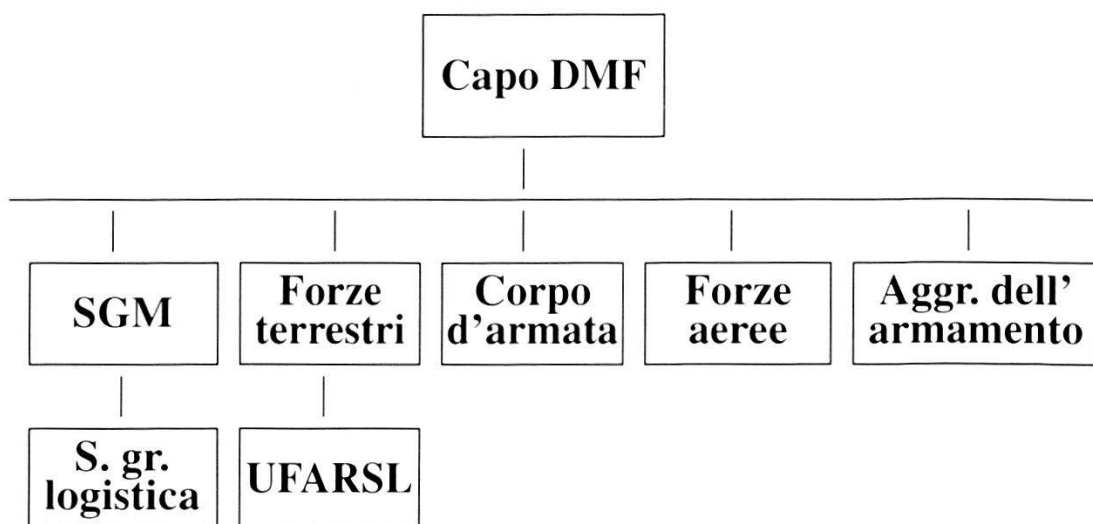 Capo DMF
SGM
Forze
terrestri
Corpo
d’armata
Forze
aeree
Aggr. dell’
armamento
S. gr.
logistica
UFARSL